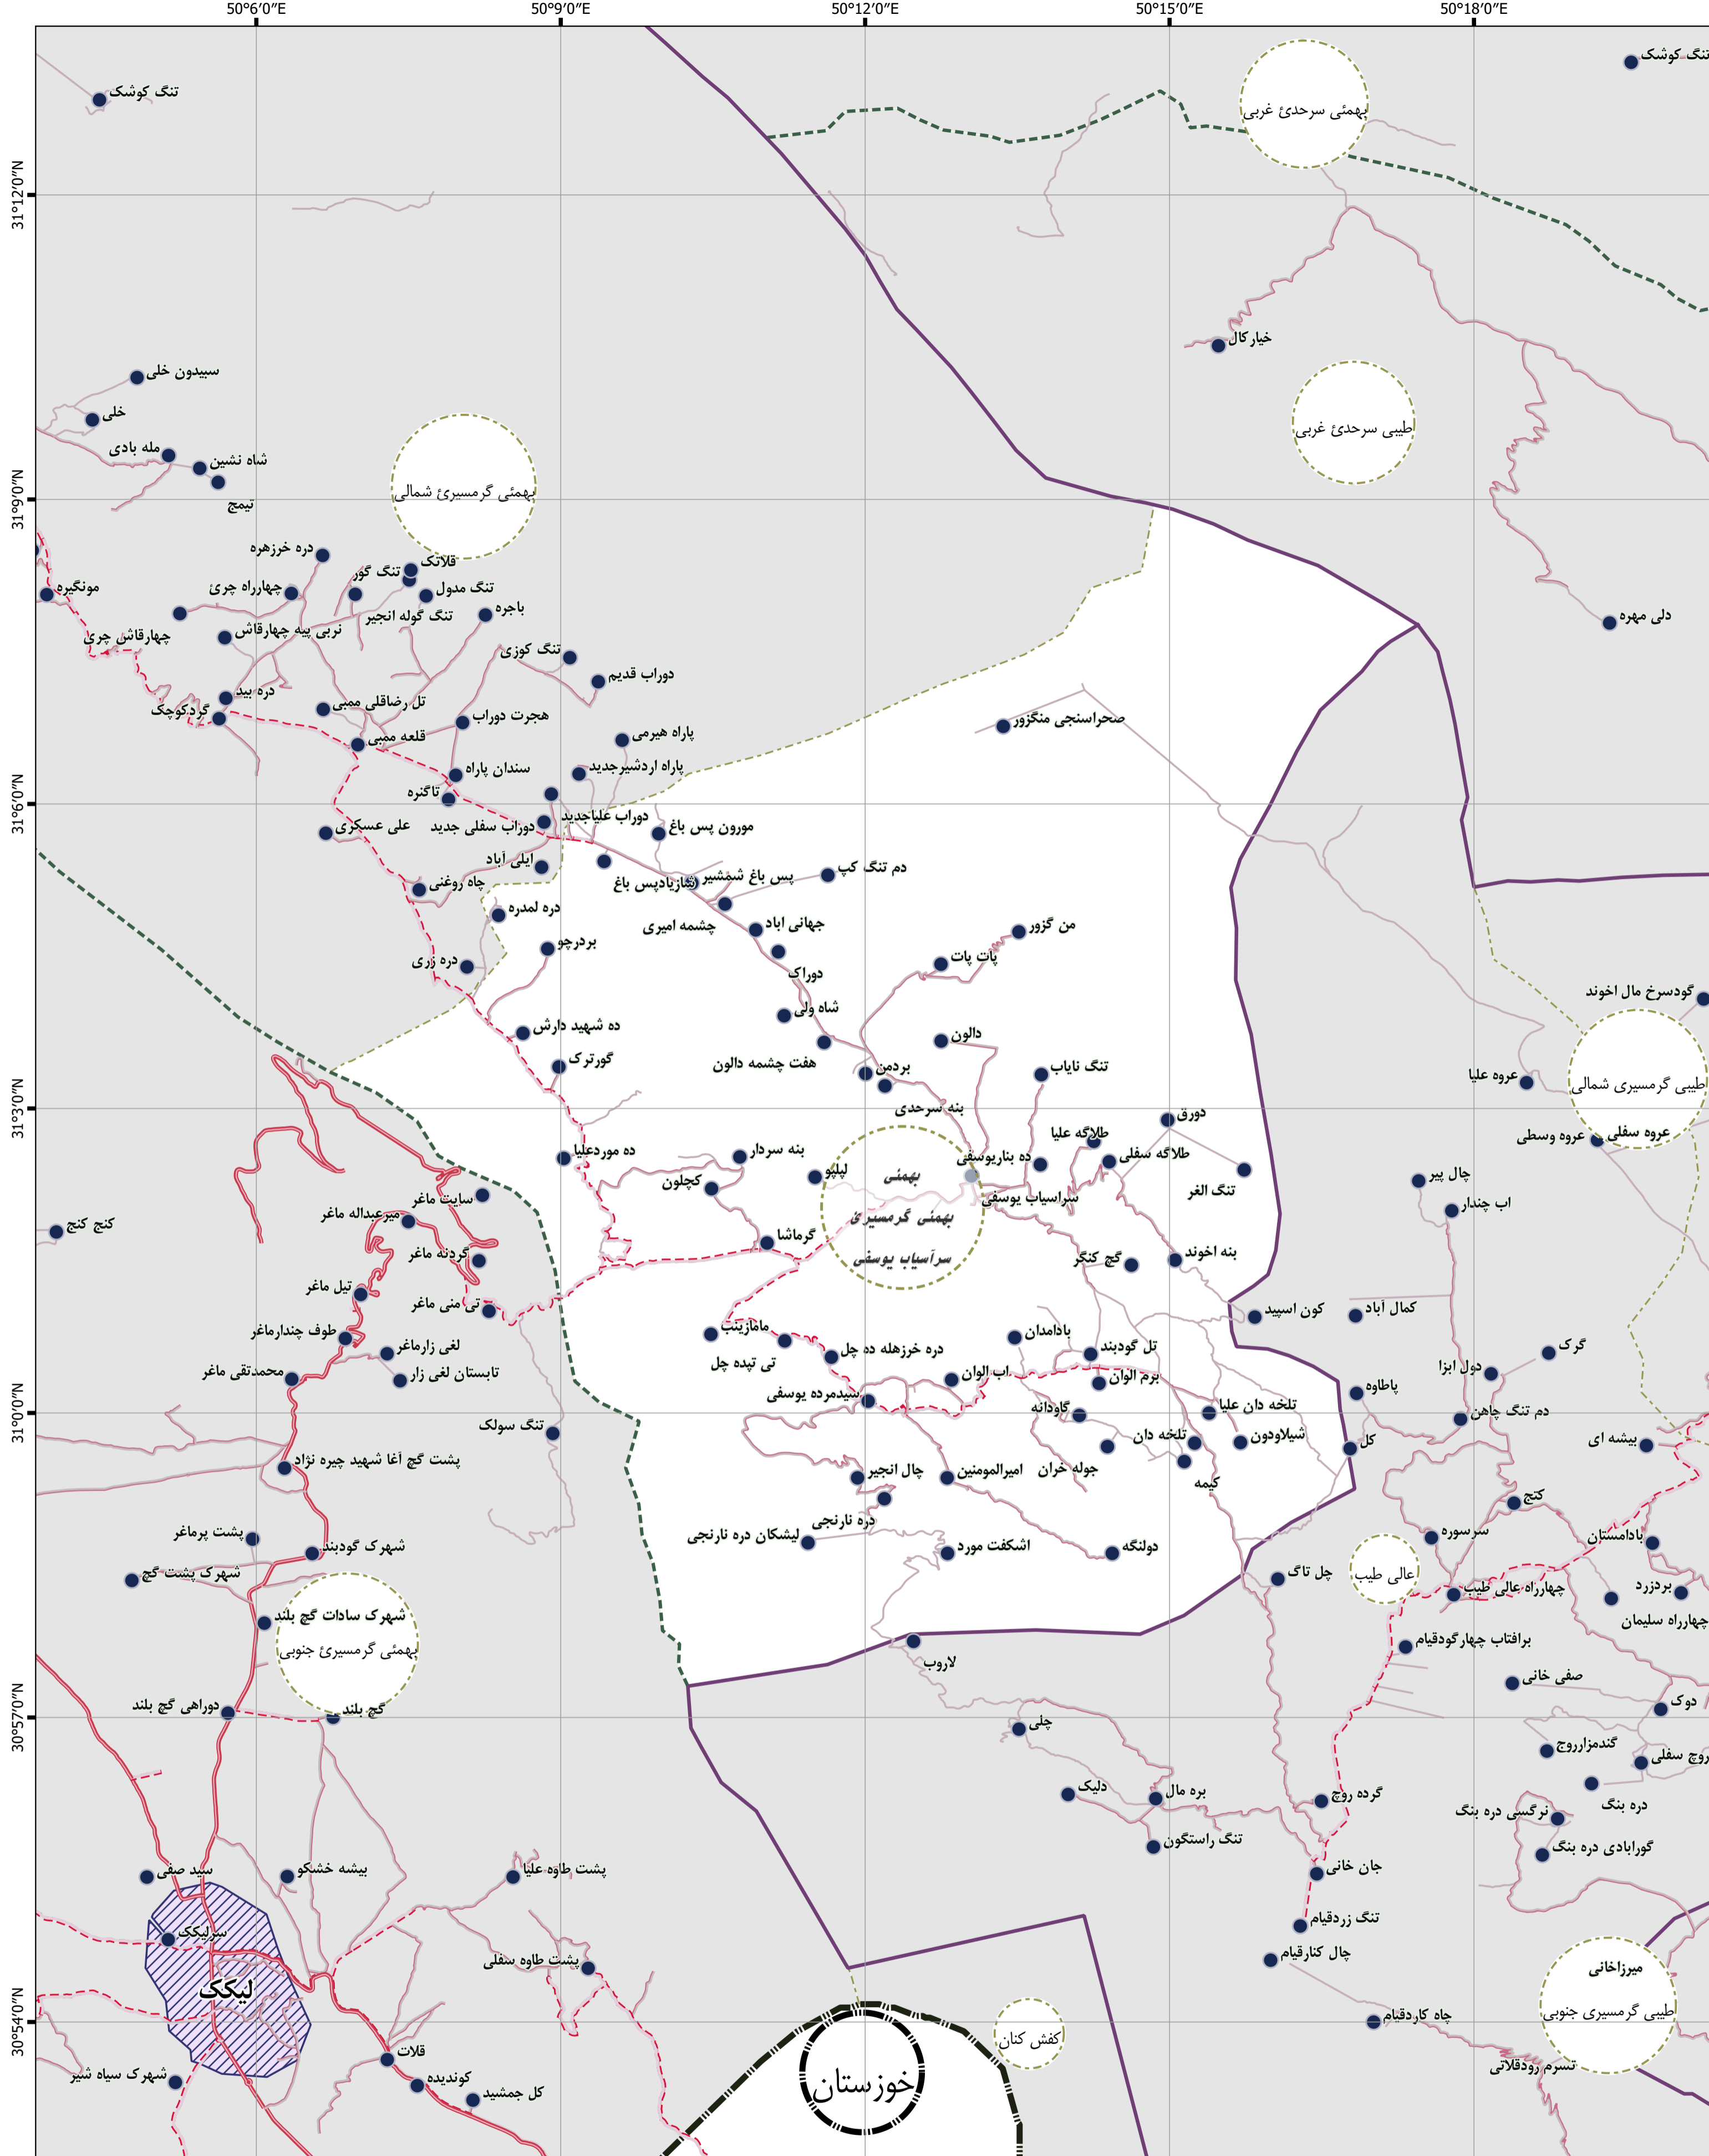 50°6'0"E
50°9'0"E
50°12'0"E
50°15'0"E
50°18'0"E
تنگ کوشک
بهمئی سرحدئ غربی
تنگ کوشک
31°12'0"N
خیارکال
سبیدون خلی
خلی
طیبی سرحدئ غربی
مله بادی
شاه نشین
تیمچ
بهمئی گرمسیرئ شمالی
31°9'0"N
دره خرزهره
قلاتک
تنگ گور
مونگیره
چهارراه چرئ
تنگ مدول
باجره
تنگ گوله انجیر
دلی مهره
چهارقاش چری
نربی پیه چهارقاش
تنگ کوزی
دوراب قدیم
دره بید
گردکوچک
تل رضاقلی ممبی
هجرت دوراب
صحراسنجی منگزور
قلعه ممبی
پاراه هیرمی
سندان پاراه
پاراه اردشیرجدید
31°6'0"N
تاگنره
علی عسکری
دوراب سفلی جدید
دوراب علیاجدید
مورون پس باغ
ایلی آباد
دم تنگ کپ
چاه روغنی
شازیادپس باغ
پس باغ شمشیر
دره لمدره
چشمه امیری
جهانی اباد
من گزور
بردرچو
دره زری
دوراک
پات پات
گودسرخ مال اخوند
ده شهید دارش
شاه ولی
دالون
گورترک
هفت چشمه دالون
بردمن
تنگ نایاب
عروه علیا
طیبی گرمسیری شمالی
31°3'0"N
بنه سرحدی
دورق
طلاگه علیا
عروه وسطی
عروه سفلی
ده موردعلیا
بنه سردار
لپلپو
ده بناریوسفی
طلاگه سفلی
تنگ الغر
چال پیر
سایت ماغر
کچلون
بهمئی
بهمئی گرمسیرئ
سرآسیاب یوسفی
سراسیاب یوسفی
اب چندار
کنج کنج
میرعبداله ماغر
گرماشا
گردنه ماغر
گچ کنگر
بنه اخوند
تیل ماغر
تی منی ماغر
کون اسپید
کمال آباد
طوف چندارماغر
مامازینب
بادامدان
لغی زارماغر
تی تپده چل
دره خرزهله ده چل
تل گودبند
گرک
محمدتقی ماغر
تابستان لغی زار
اب الوان
برم الوان
دول ابزا
سیدمرده یوسفی
پاطاوه
31°0'0"N
تنگ سولک
گاودانه
تلخه دان علیا
دم تنگ چاهن
تلخه دان
شیلاودون
کل
بیشه ای
پشت گچ آغا شهید چیره نژاد
چال انجیر
امیرالمومنین
جوله خران
کیمه
کتج
دره نارنجی
پشت پرماغر
لیشکان دره نارنجی
اشکفت مورد
دولنگه
سرسوره
بادامستان
شهرک گودبند
شهرک پشت گچ
چل تاگ
عالی طیب
چهارراه عالی طیب
بردزرد
شهرک سادات گچ بلند
بهمئی گرمسیرئ جنوبی
چهارراه سلیمان
لاروب
برافتاب چهارگودقیام
صفی خانی
دوراهی گچ بلند
گچ بلند
30°57'0"N
چلی
دوک
گندمزارروچ
روچ سفلی
دلیک
بره مال
گرده روچ
دره بنگ
نرگسی دره بنگ
تنگ راستگون
گورابادی دره بنگ
سید صفی
بیشه خشکو
پشت طاوه علیا
جان خانی
تنگ زردقیام
سرلیکک
پشت طاوه سفلی
چال کنارقیام
میرزاخانی
طیبی گرمسیری جنوبی
لیکک
30°54'0"N
چاه کاردقیام
کفش کنان
قلات
خوزستان
تسرم رودقلاتی
شهرک سیاه شیر
کوندیده
کل جمشید